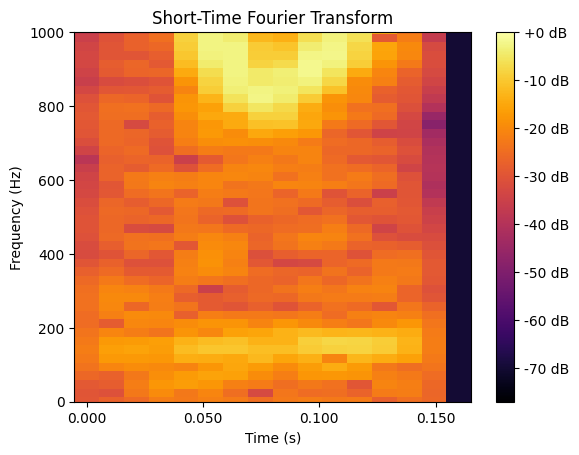 Short-Time Fourier Transform
1000
800
600
400
200
0
Frequency (Hz)
0.000
0.050
0.100
0.150
Time (s)
+0 dB
-10 dB
-20 dB
-30 dB
-40 dB
-50 dB
-60 dB
-70 dB